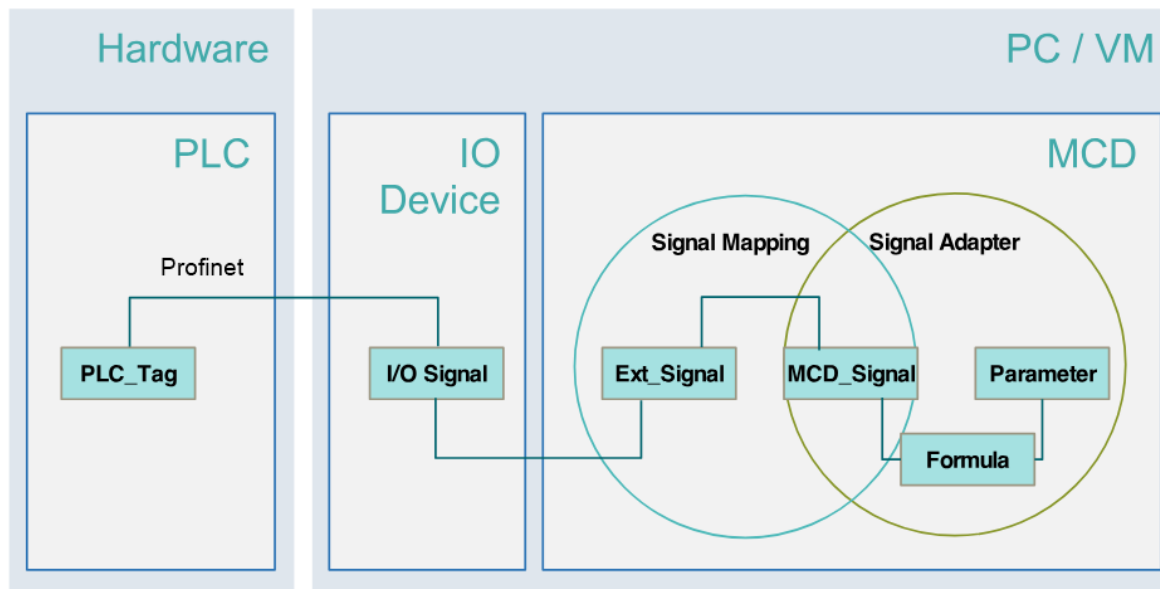 Hardware
PC / VM
PLC
IO
Device
MCD
Signal Mapping
Signal Adapter
Profinet
PLC_Tag
I/O Signal
Ext_Signal
MCD_Signal
Parameter
Formula